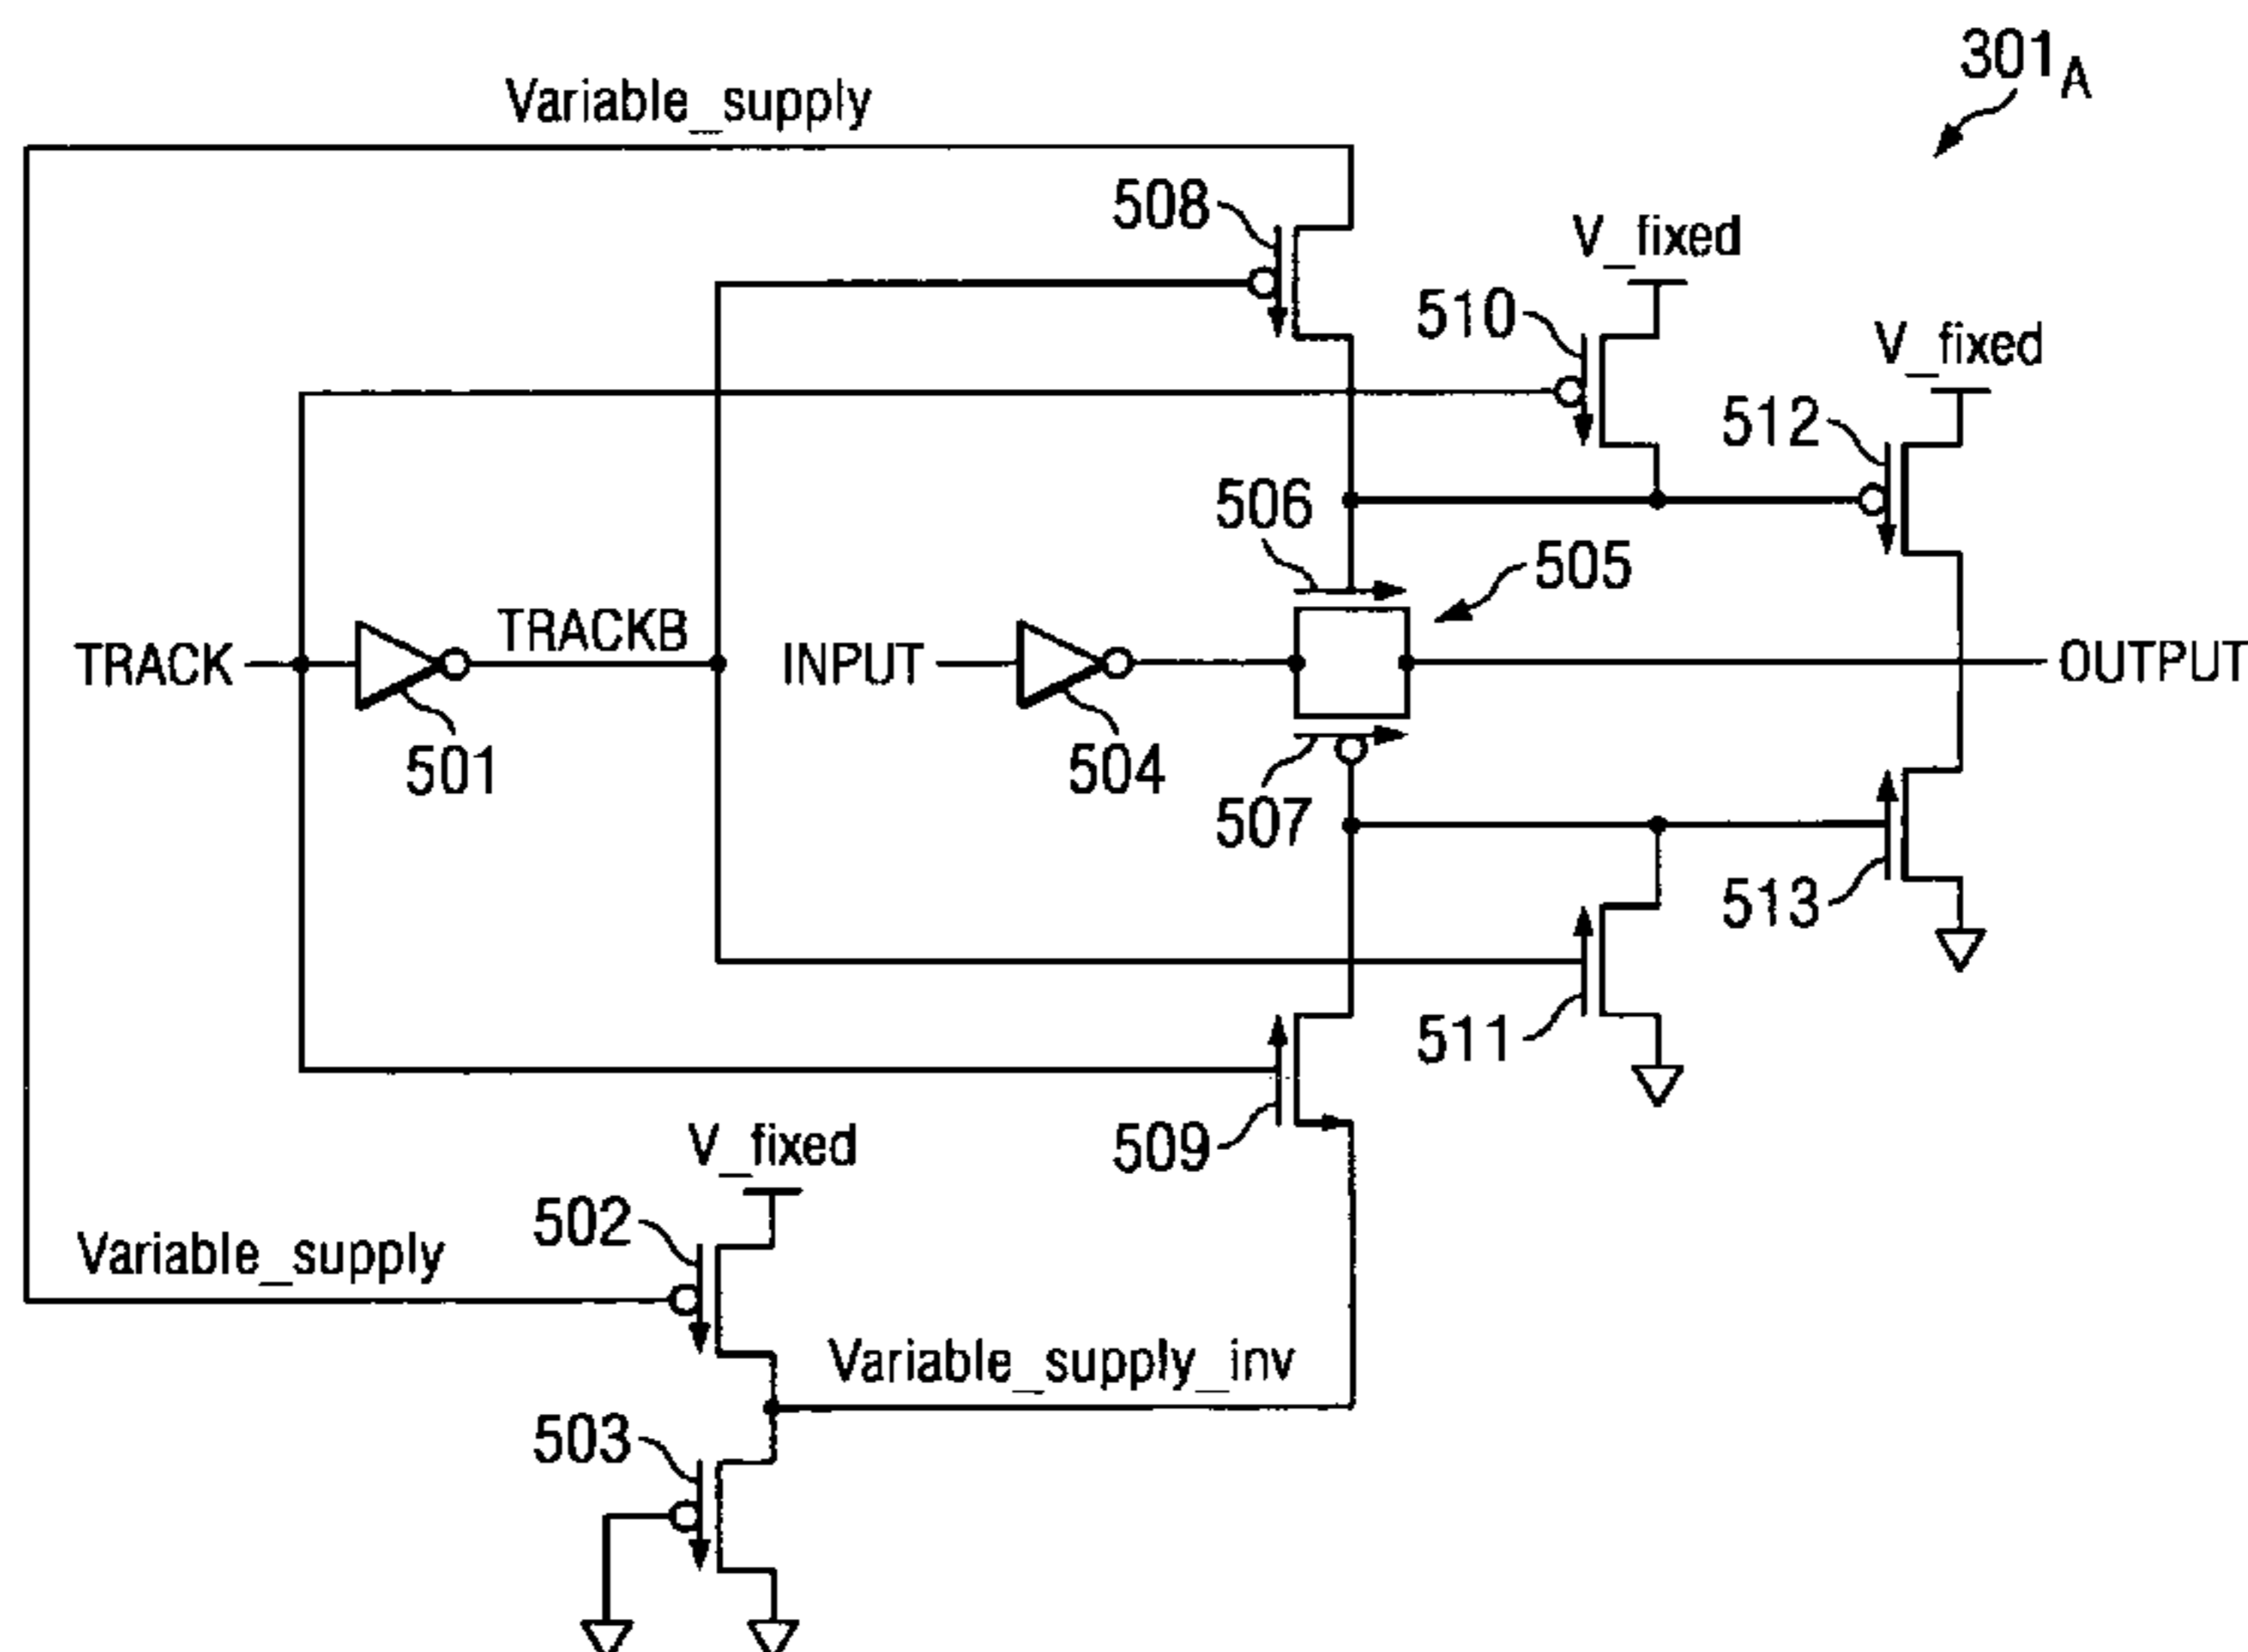 301A
Variable_supply
508
V_fixed
510
V_fixed
512
506
505
TRACK
TRACKB
INPUT
OUTPUT
501
504
507
513
511
509
V_fixed
502
Variable_supply
Variable_supply_inv
503